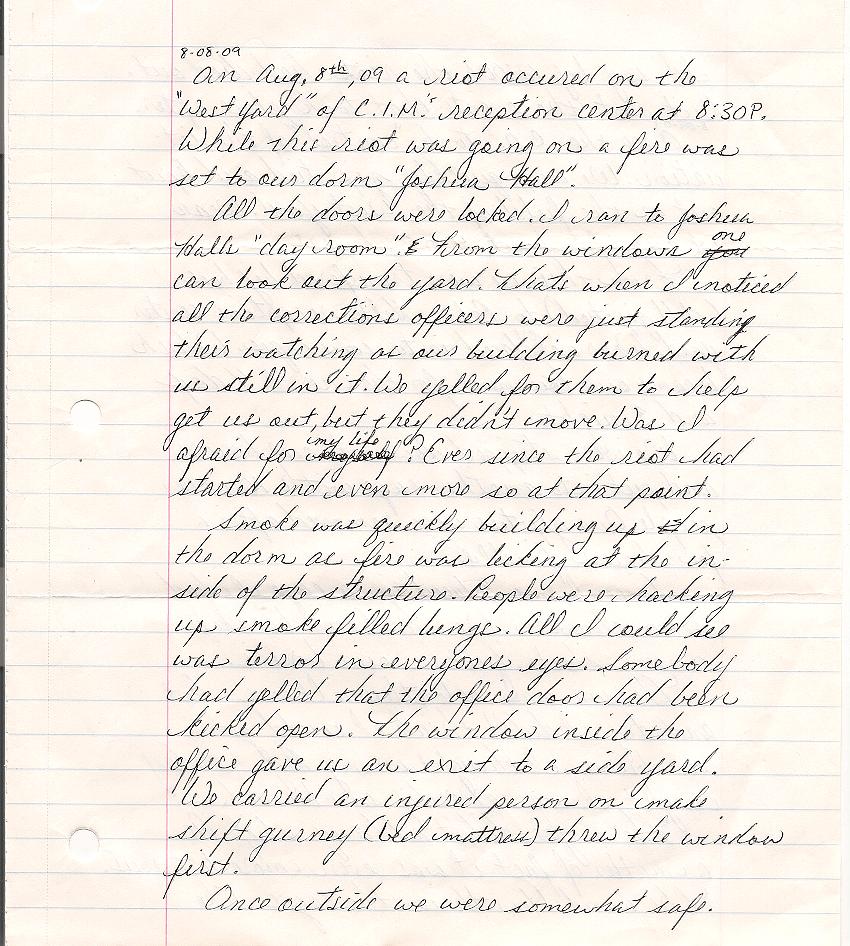 8-08-09
On Aug. 8th, 09 a riot occured on the
"West yard" of C.I.M.'s reception center at 8:30P.
While this riot was going on a fire was
set to our dorm "Joshua Hall".
All the doors were locked. I ran to Joshua
Halls "day room". & From the windows one
can look out the yard. That's when I noticed
all the corrections officers were just standing
their watching as our building burned with
us still in it. We yelled for them to help
get us out, but they didn't move. Was I
afraid for my life? Ever since the riot had
started and even more so at that point.
Smoke was quickly building up in
the dorm as fire was lecking at the in-
side of the structure. People were hacking
up smoke filled lungs. All I could see
was terror in everyones eyes. Somebody
had yelled that the office door had been
kicked open. The window inside the
office gave us an exit to a side yard.
We carried an injured person on make
shift gurney (bed mattress) threw the window
first.
Once outside we were somewhat safe.